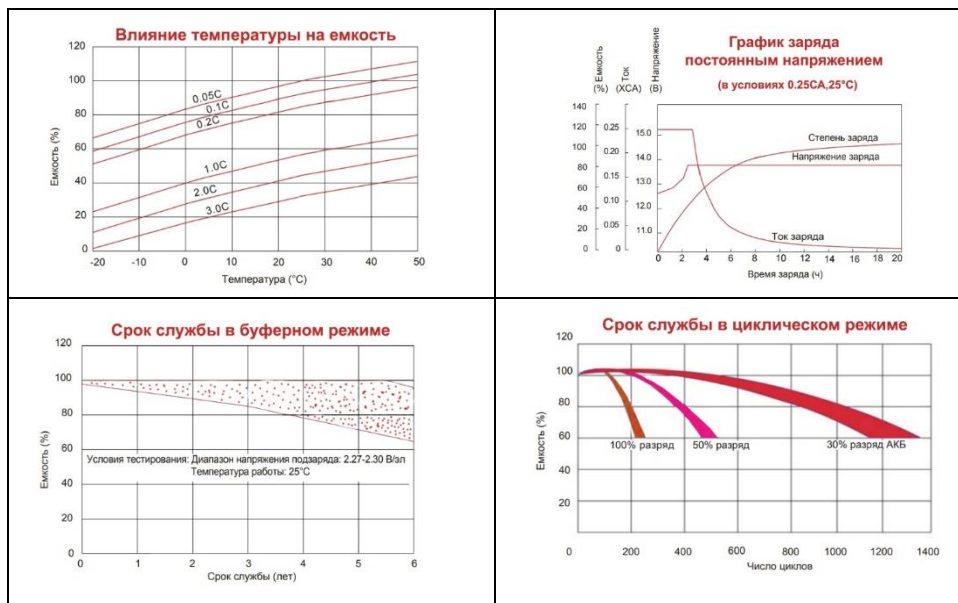 Влияние температуры на емкость
Емкость (%)
120
100
80
60
40
20
0
0.05C
0.1C
0.2C
1.0C
2.0C
3.0C
-20 -10 0 10 20 30 40 50
Температура (°C)
График заряда
постоянным напряжением
(в условиях 0.25CA,25°C)
Емкость (%)
Ток (XCA)
Напряжение (В)
140
120
100
80
60
40
20
0
0.25
0.20
0.15
0.10
0.05
0
15.0
14.0
13.0
12.0
11.0
Степень заряда
Напряжение заряда
Ток заряда
0 2 4 6 8 10 12 14 16 18 20
Время заряда (ч)
Срок службы в буферном режиме
Емкость (%)
120
100
80
60
40
20
0
Условия тестирования: Диапазон напряжения подзаряда: 2.27-2.30 В/эл
Температура работы: 25°C
0 1 2 3 4 5 6
Срок службы (лет)
Срок службы в циклическом режиме
Емкость (%)
120
100
80
60
40
20
100% разряд
50% разряд
30% разряд АКБ
0 200 400 600 800 1000 1200 1400
Число циклов